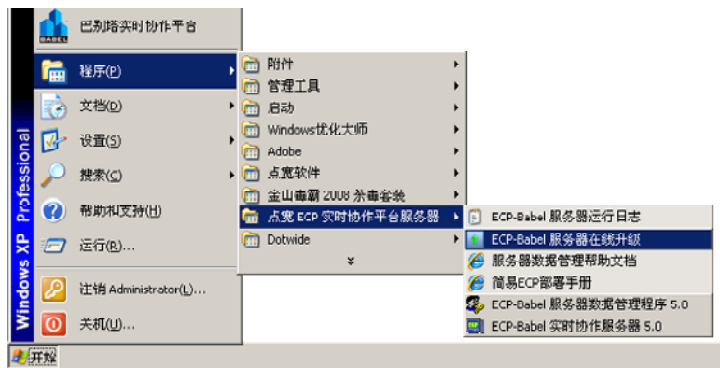 BABEL
巴别塔实时协作平台
程序(P)
文档(D)
设置(S)
搜索(C)
帮助和支持(H)
运行(R)...
注销 Administrator(L)...
关机(U)...
Windows XP Professional
开始
附件
管理工具
启动
Windows优化大师
Adobe
点宽软件
金山毒霸 2008 杀毒套装
点宽 ECP 实时协作平台服务器
Dotwide
ECP-Babel 服务器运行日志
ECP-Babel 服务器在线升级
服务器数据管理帮助文档
简易ECP部署手册
ECP-Babel 服务器数据管理程序 5.0
ECP-Babel 实时协作服务器 5.0